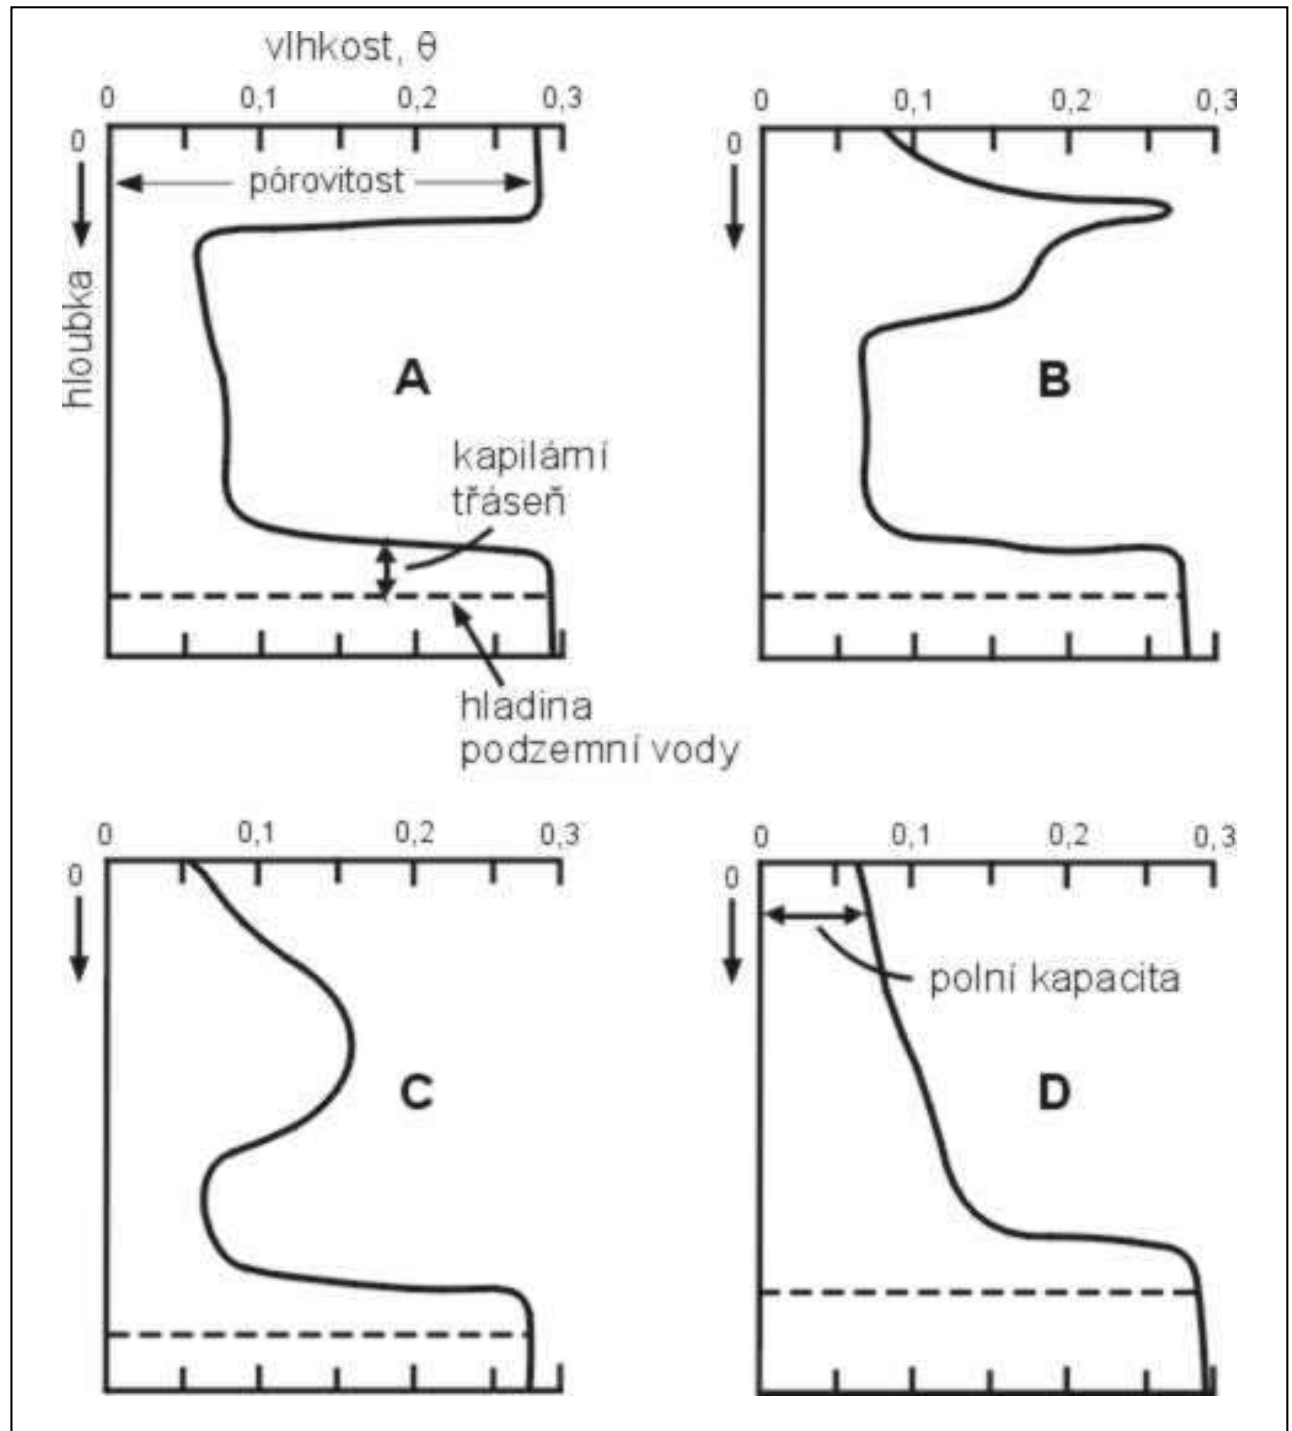 vlhkost, θ
0 0,1 0,2 0,3
0
pórovitost
hloubka
A
kapilární
třáseň
hladina
podzemní vody
0 0,1 0,2 0,3
0
B
0 0,1 0,2 0,3
0
C
0 0,1 0,2 0,3
0
polní kapacita
D